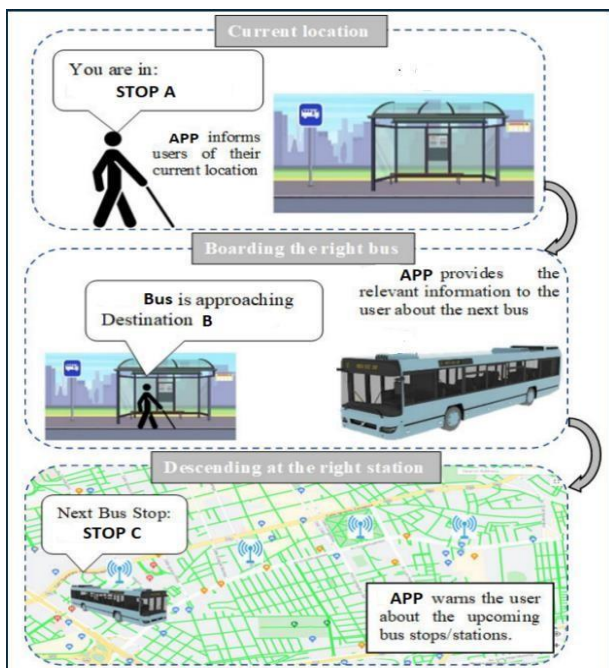 Current location
You are in:
STOP A
APP informs
users of their
current location
Boarding the right bus
Bus is approaching
Destination B
APP provides the
relevant information to the
user about the next bus
Descending at the right station
Next Bus Stop:
STOP C
APP warns the user
about the upcoming
bus stops/stations.